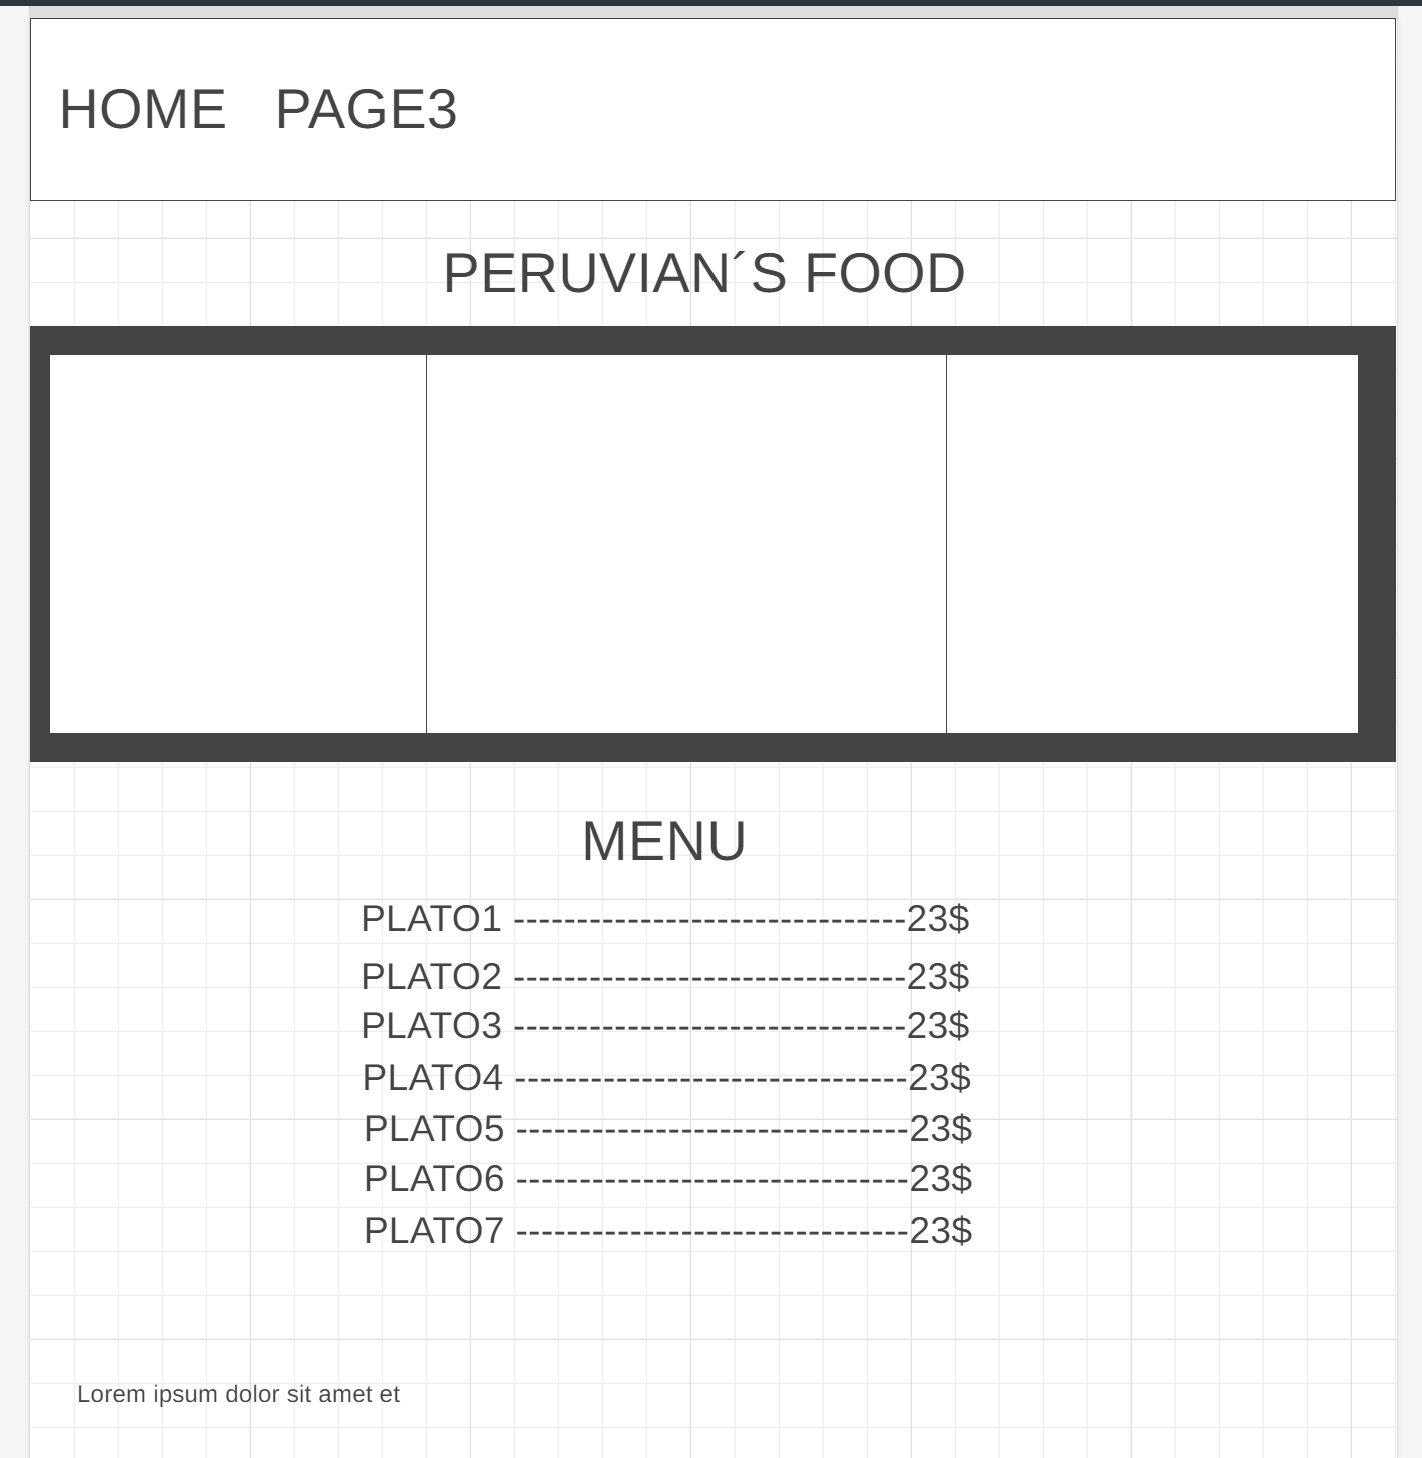 HOME PAGE3
PERUVIAN´S FOOD
MENU
PLATO1 -------------------------------23$
PLATO2 -------------------------------23$
PLATO3 -------------------------------23$
PLATO4 -------------------------------23$
PLATO5 -------------------------------23$
PLATO6 -------------------------------23$
PLATO7 -------------------------------23$
Lorem ipsum dolor sit amet et